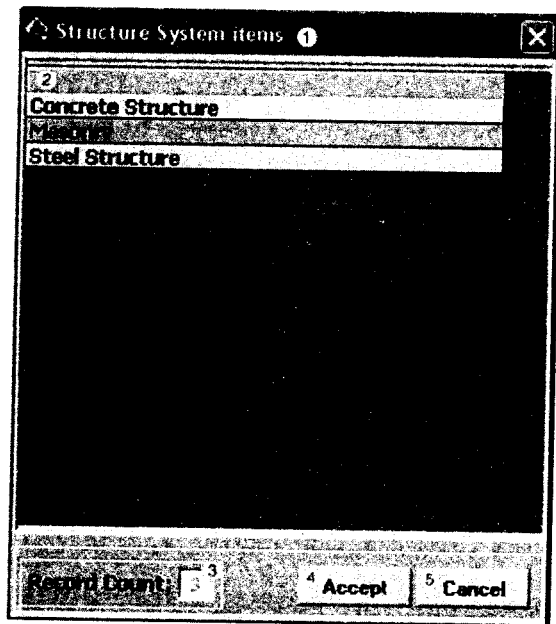 Structure System items 1
2
Concrete Structure
Masonry
Steel Structure
Record Count: 3 3
4 Accept 5 Cancel